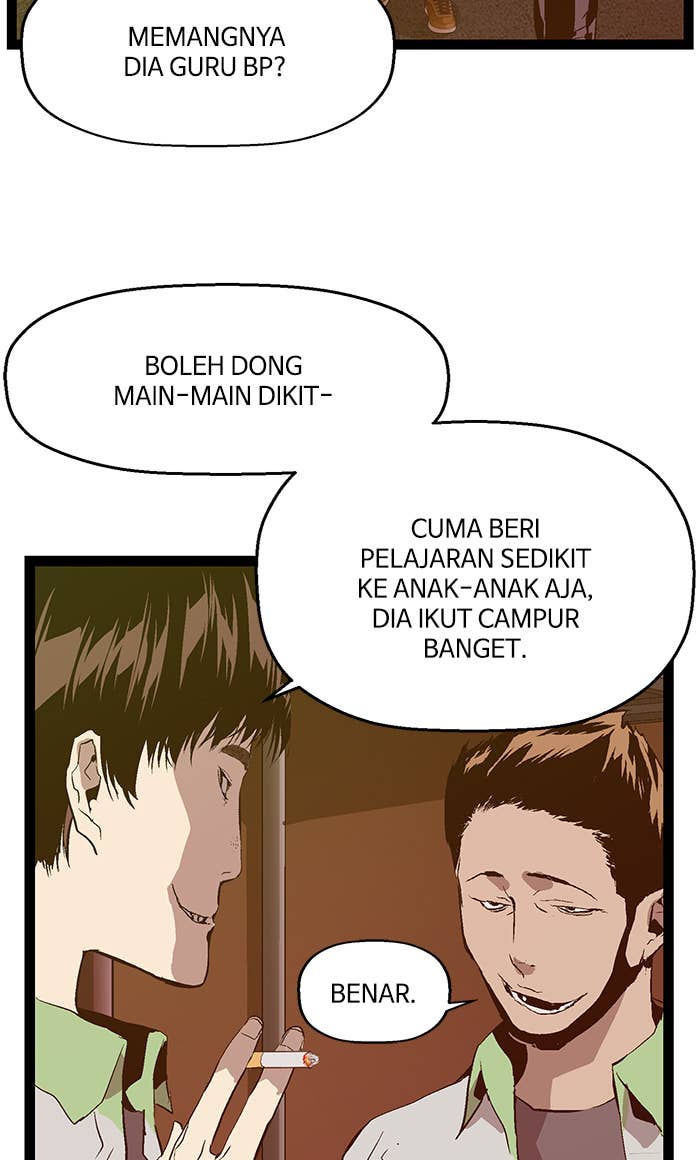 MEMANGNYA
DIA GURU BP?
BOLEH DONG
MAIN-MAIN DIKIT-
CUMA BERI
PELAJARAN SEDIKIT
KE ANAK-ANAK AJA,
DIA IKUT CAMPUR
BANGET.
BENAR.